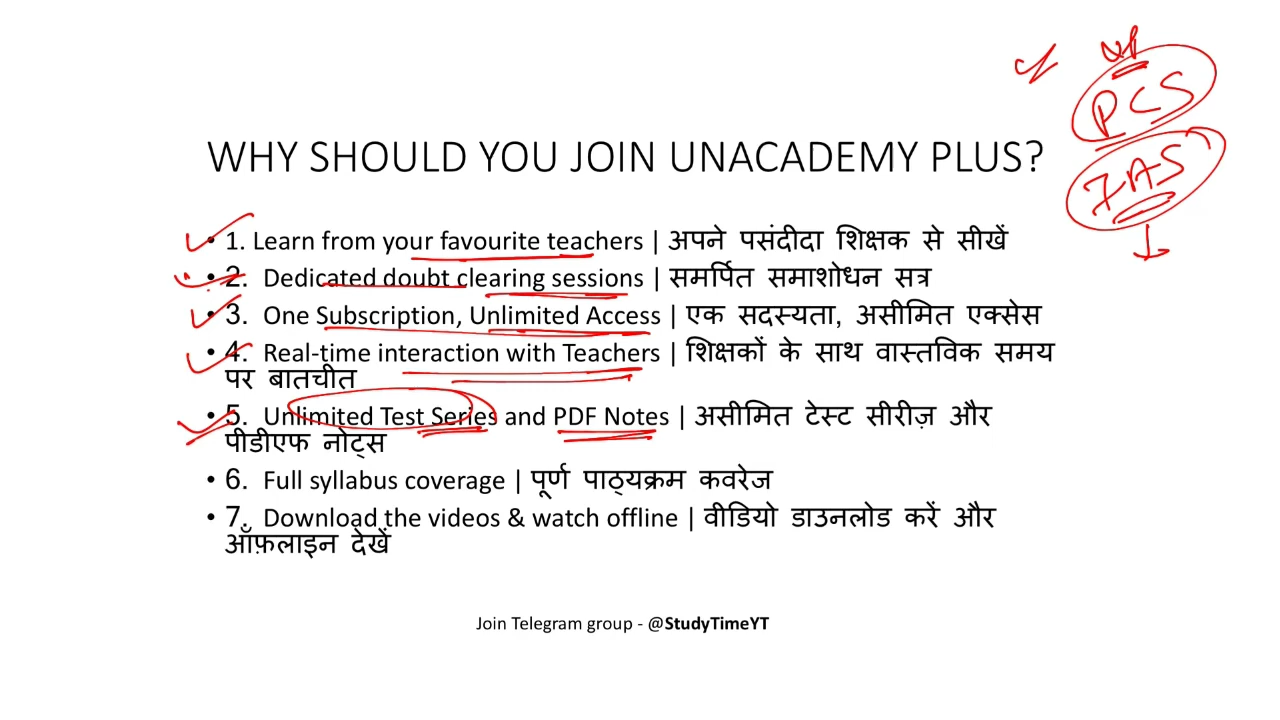 UP
PCS
IAS
WHY SHOULD YOU JOIN UNACADEMY PLUS?
• 1. Learn from your favourite teachers | अपने पसंदीदा शिक्षक से सीखें
• 2. Dedicated doubt clearing sessions | समर्पित समाशोधन सत्र
• 3. One Subscription, Unlimited Access | एक सदस्यता, असीमित एक्सेस
• 4. Real-time interaction with Teachers | शिक्षकों के साथ वास्तविक समय
पर बातचीत
• 5. Unlimited Test Series and PDF Notes | असीमित टेस्ट सीरीज़ और
पीडीएफ नोट्स
• 6. Full syllabus coverage | पूर्ण पाठ्यक्रम कवरेज
• 7. Download the videos & watch offline | वीडियो डाउनलोड करें और
ऑफ़लाइन देखें
Join Telegram group - @StudyTimeYT